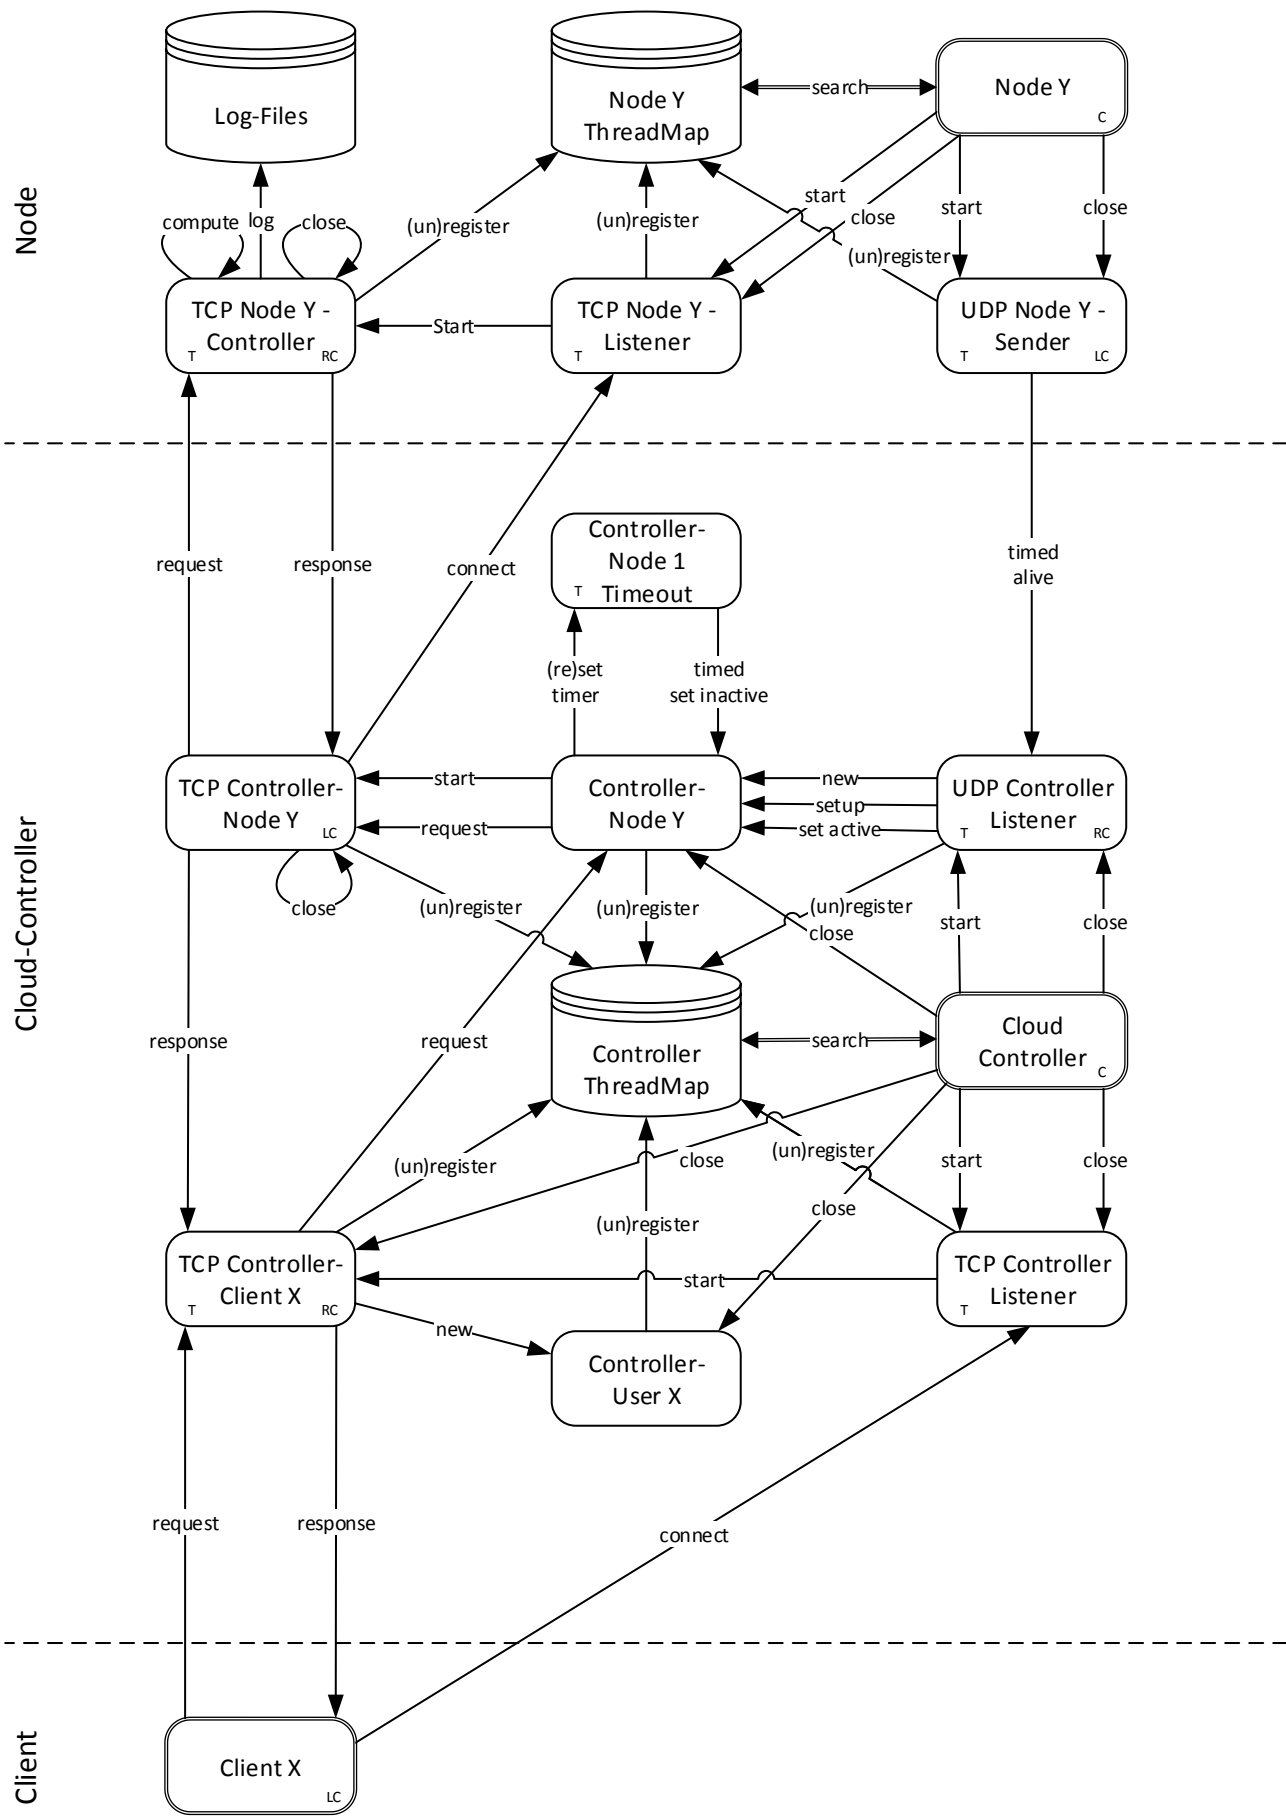 Node
Log-Files
Node Y
ThreadMap
search
Node Y
C
compute
log
close
(un)register
(un)register
start
close
(un)register
start
close
TCP Node Y -
Controller
T
RC
Start
TCP Node Y -
Listener
T
UDP Node Y -
Sender
T
LC
Cloud-Controller
request
response
connect
Controller-
Node 1
Timeout
T
timed
alive
(re)set
timer
timed
set inactive
TCP Controller-
Node Y
LC
start
request
Controller-
Node Y
new
setup
set active
UDP Controller
Listener
T
RC
close
(un)register
(un)register
(un)register
close
start
close
response
request
Controller
ThreadMap
search
Cloud
Controller
C
(un)register
close
(un)register
start
close
(un)register
close
TCP Controller-
Client X
T
RC
start
TCP Controller
Listener
T
new
Controller-
User X
request
response
connect
Client
Client X
LC